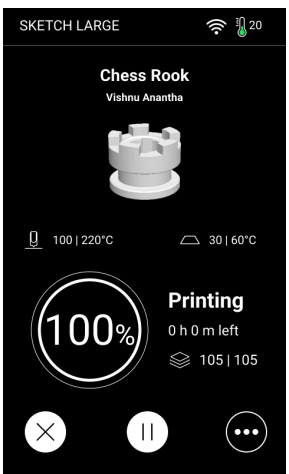 SKETCH LARGE 20
Chess Rook
Vishnu Anantha
100 | 220°C 30 | 60°C
100%
Printing
0 h 0 m left
105 | 105